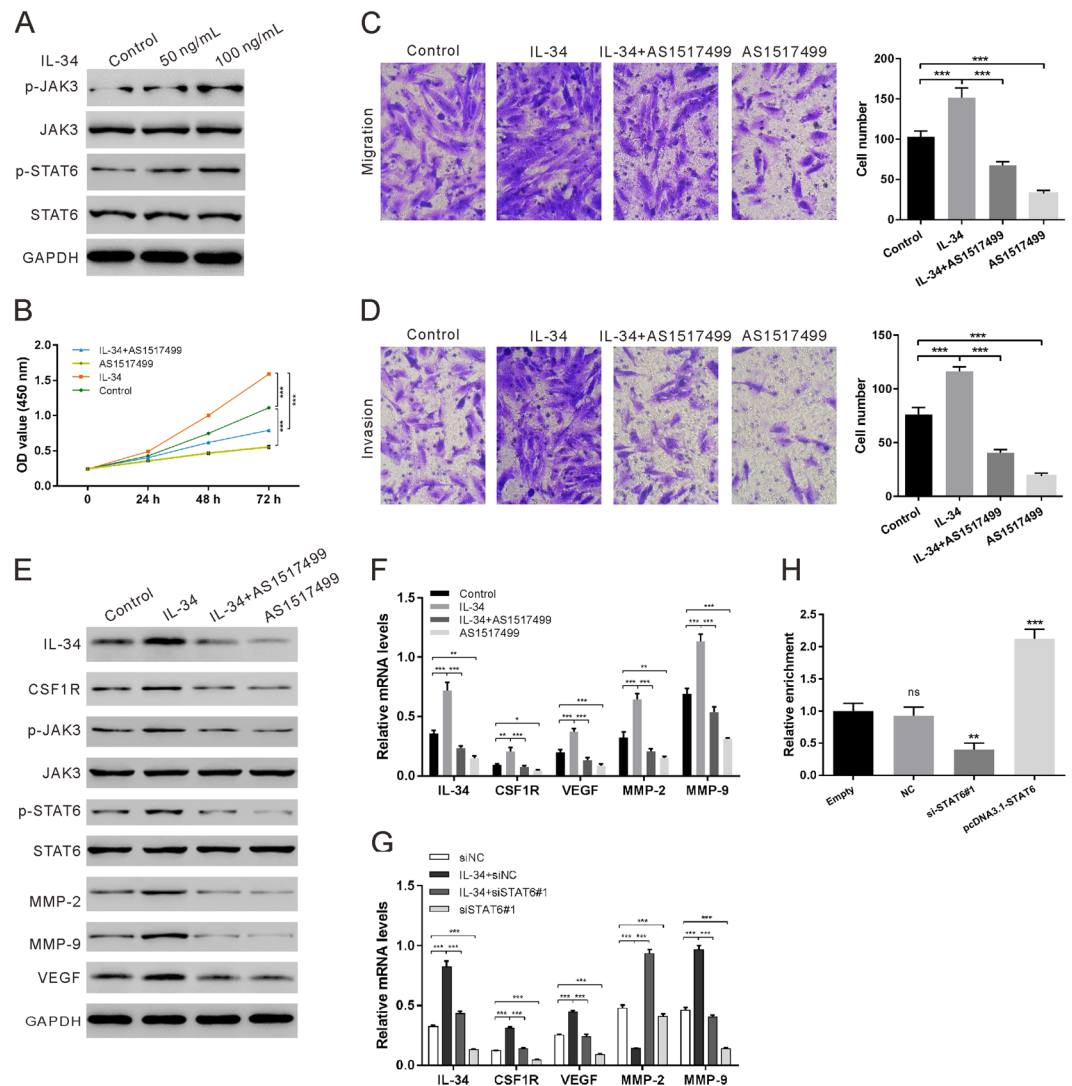 A
IL-34 Control 50 ng/mL 100 ng/mL
p-JAK3
JAK3
p-STAT6
STAT6
GAPDH
B
OD value (450 nm)
2.0
1.5
1.0
0.5
0.0
IL-34+AS1517499
AS1517499
IL-34
Control
***
***
***
0 24 h 48 h 72 h
C
Control IL-34 IL-34+AS1517499 AS1517499
Migration
Cell number
200
150
100
50
0
***
*** ***
Control IL-34 IL-34+AS1517499 AS1517499
D
Control IL-34 IL-34+AS1517499 AS1517499
Invasion
Cell number
150
100
50
0
***
*** ***
Control IL-34 IL-34+AS1517499 AS1517499
E
Control IL-34 IL-34+AS1517499 AS1517499
IL-34
CSF1R
p-JAK3
JAK3
p-STAT6
STAT6
MMP-2
MMP-9
VEGF
GAPDH
F
Control
IL-34
IL-34+AS1517499
AS1517499
Relative mRNA levels
1.5
1.0
0.5
0.0
**
*** ***
*
** ***
***
*** ***
**
*** ***
***
*** ***
IL-34 CSF1R VEGF MMP-2 MMP-9
G
siNC
IL-34+siNC
IL-34+siSTAT6#1
siSTAT6#1
Relative mRNA levels
1.5
1.0
0.5
0.0
***
*** ***
***
*** ***
***
*** ***
***
*** ***
***
*** ***
IL-34 CSF1R VEGF MMP-2 MMP-9
H
Relative enrichment
3
2
1
0
ns
**
***
Empty NC si-STAT6#1 pcDNA3.1-STAT6